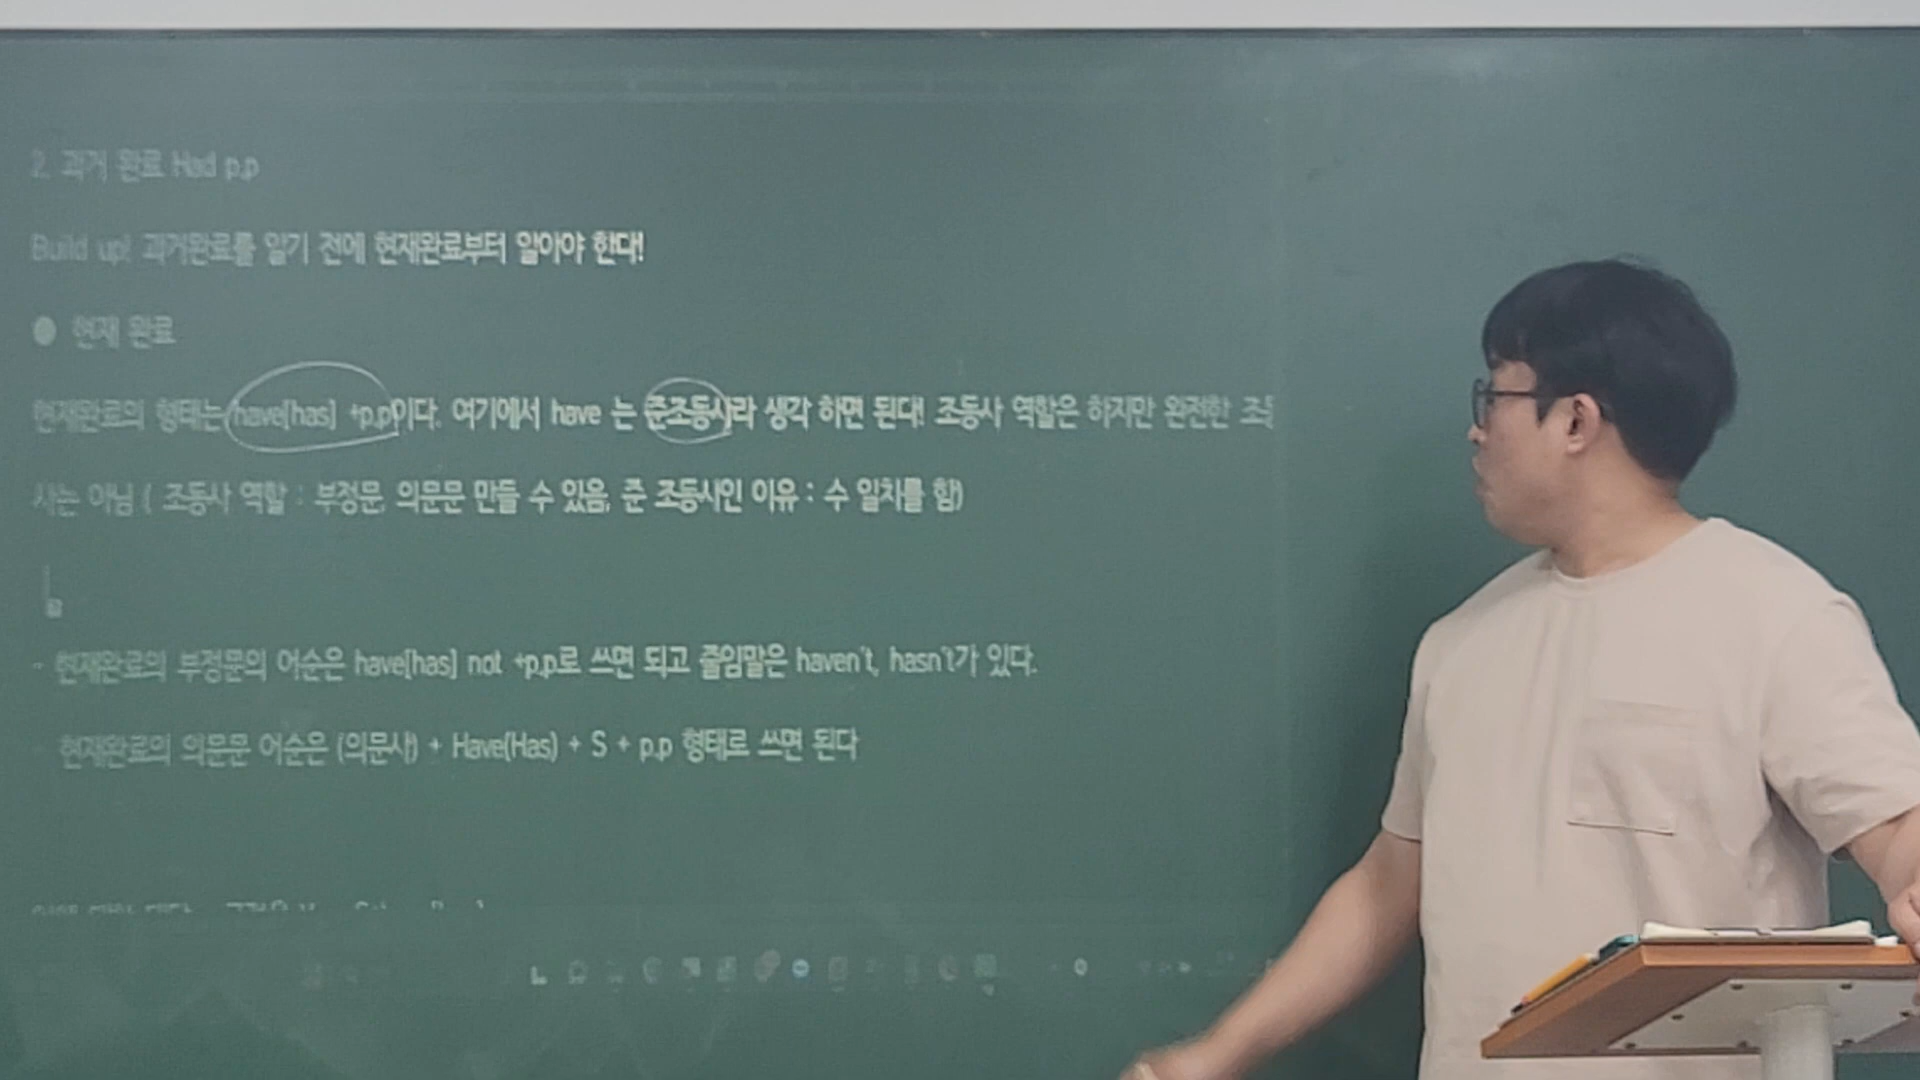 2. 과거 완료 Had p.p
Build up! 과거완료를 알기 전에 현재완료부터 알아야 한다!
● 현재 완료
현재완료의 형태는 have[has] +p.p이다. 여기에서 have 는 준조동사라 생각 하면 된다! 조동사 역할은 하지만 완전한 조동
사는 아님 ( 조동사 역할 : 부정문, 의문문 만들 수 있음, 준 조동사인 이유 : 수 일치를 함)
- 현재완료의 부정문의 어순은 have[has] not +p.p로 쓰면 되고 줄임말은 haven't, hasn't가 있다.
- 현재완료의 의문문 어순은 (의문사) + Have(Has) + S + p.p 형태로 쓰면 된다